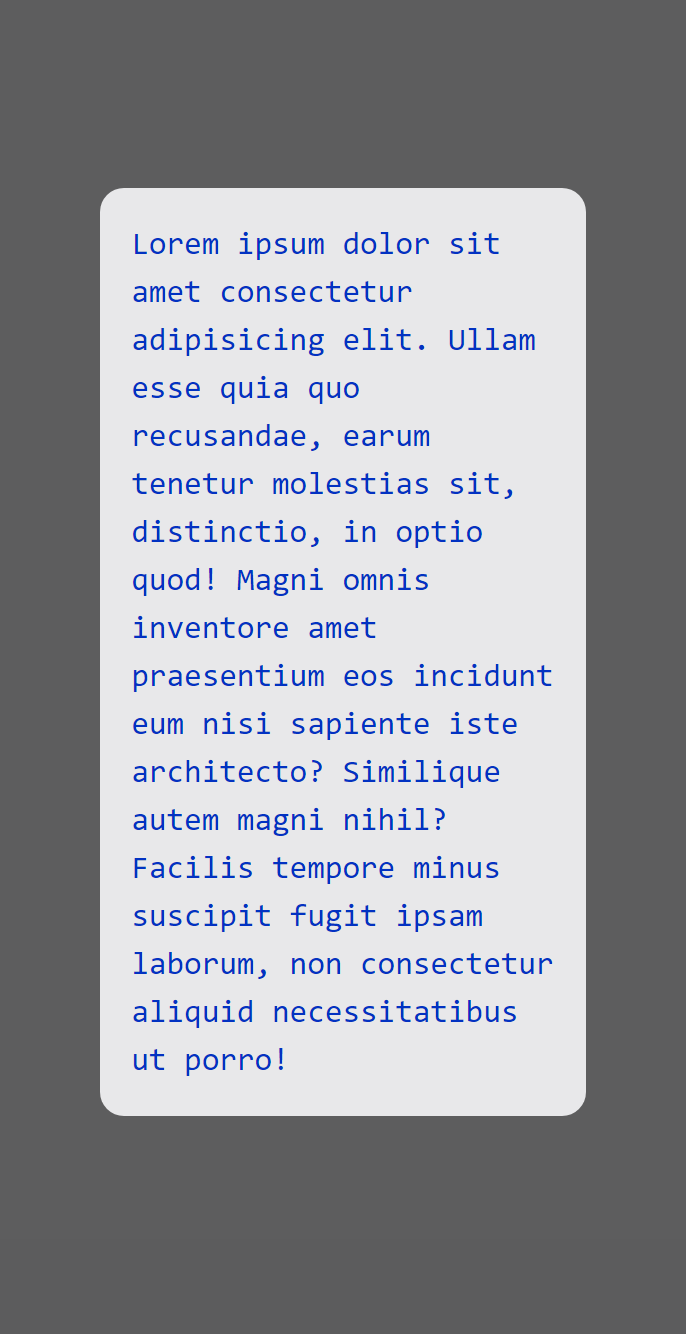 Lorem ipsum dolor sit
amet consectetur
adipisicing elit. Ullam
esse quia quo
recusandae, earum
tenetur molestias sit,
distinctio, in optio
quod! Magni omnis
inventore amet
praesentium eos incidunt
eum nisi sapiente iste
architecto? Similique
autem magni nihil?
Facilis tempore minus
suscipit fugit ipsam
laborum, non consectetur
aliquid necessitatibus
ut porro!